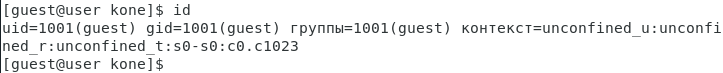 [guest@user kone]$ id
uid=1001(guest) gid=1001(guest) группы=1001(guest) контекст=unconfined_u:unconfi
ned_r:unconfined_t:s0-s0:c0.c1023
[guest@user kone]$